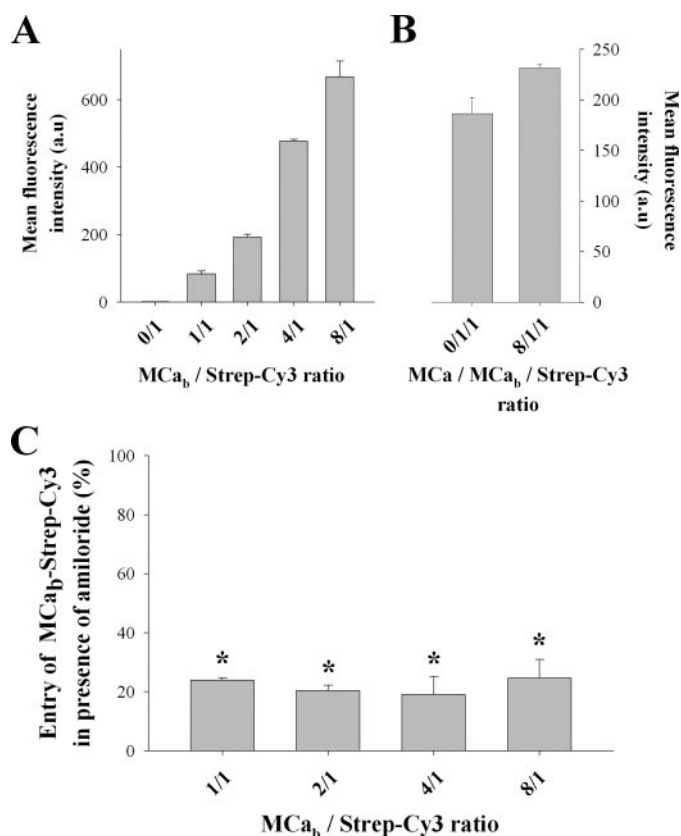 A
Mean fluorescence
intensity (a.u)
600
400
200
0
0/1
1/1
2/1
4/1
8/1
MCab / Strep-Cy3 ratio
B
250
200
150
100
50
0
Mean fluorescence
intensity (a.u)
0/1/1
8/1/1
MCa / MCab / Strep-Cy3
ratio
C
Entry of MCab-Strep-Cy3
in presence of amiloride (%)
100
80
60
40
20
0
*
*
*
*
1/1
2/1
4/1
8/1
MCab / Strep-Cy3 ratio